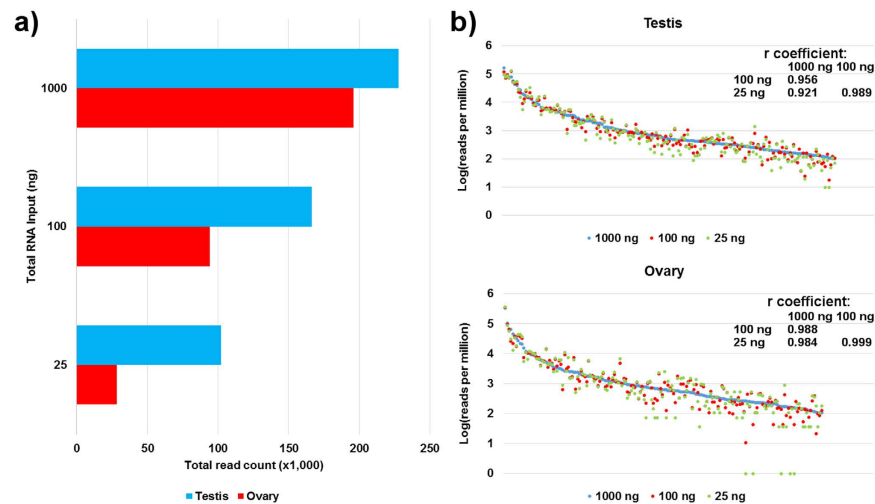 a)
Total RNA Input (ng)
1000
100
25
0 50 100 150 200 250
Total read count (x1,000)
Testis Ovary
b)
Testis
Log(reads per million)
6
5
4
3
2
1
0
r coefficient:
1000 ng 100 ng
100 ng 0.956
25 ng 0.921 0.989
1000 ng 100 ng 25 ng
Ovary
Log(reads per million)
6
5
4
3
2
1
0
r coefficient:
1000 ng 100 ng
100 ng 0.988
25 ng 0.984 0.999
1000 ng 100 ng 25 ng